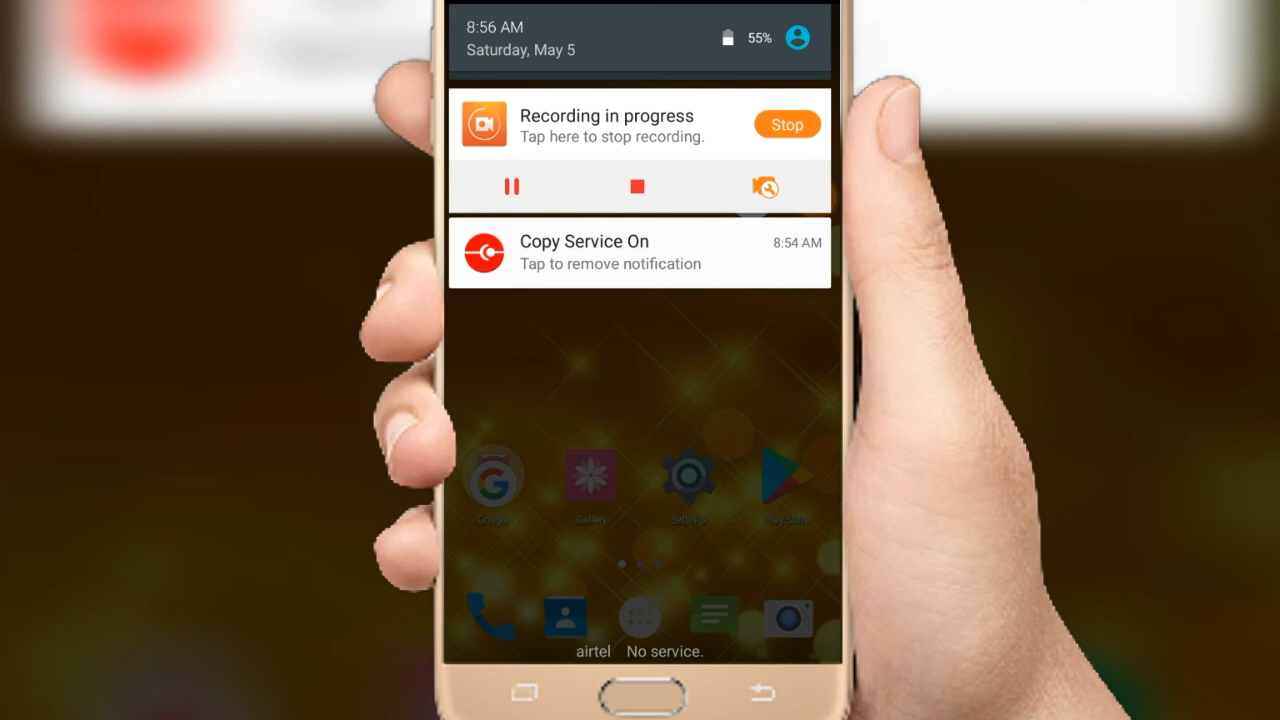 8:56 AM
Saturday, May 5
55%
Recording in progress
Tap here to stop recording.
Stop
Copy Service On
8:54 AM
Tap to remove notification
Google
Gallery
Settings
Play Store
airtel No service.